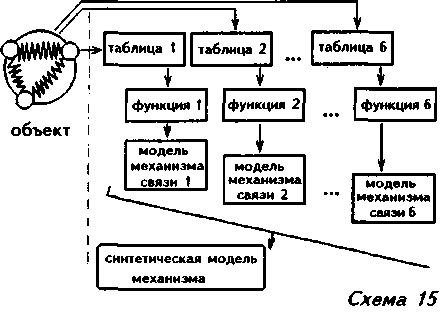 таблица 1 таблица 2 ... таблица 6
функция 1 функция 2 ... функция 6
объект
модель механизма связи 1
модель механизма связи 2
...
модель механизма связи 6
синтетическая модель
механизма
Схема 15